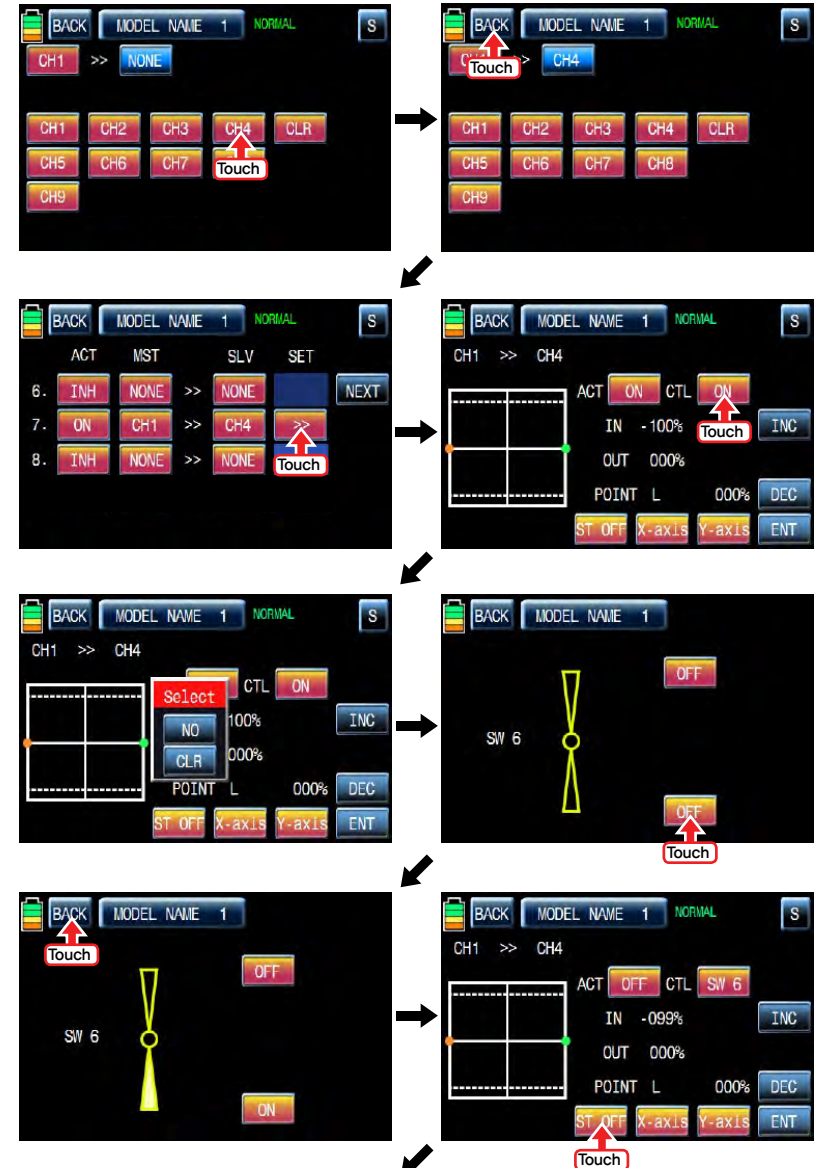 BACK MODEL NAME 1 NORMAL S
CH1 >> NONE
CH1 CH2 CH3 CH4 CLR
CH5 CH6 CH7
Touch
CH9
BACK MODEL NAME 1 NORMAL S
Touch >> CH4
CH1 CH2 CH3 CH4 CLR
CH5 CH6 CH7 CH8
CH9
BACK MODEL NAME 1 NORMAL S
ACT MST SLV SET
6. INH NONE >> NONE NEXT
7. ON CH1 >> CH4 >>
8. INH NONE >> NONE
Touch
BACK MODEL NAME 1 NORMAL S
CH1 >> CH4
ACT ON CTL ON
Touch
IN -100% INC
OUT 000%
POINT L 000% DEC
ST OFF X-axis Y-axis ENT
BACK MODEL NAME 1 NORMAL S
CH1 >> CH4
Select
NO
CLR
CTL ON
100% INC
000%
POINT L 000% DEC
ST OFF X-axis Y-axis ENT
BACK MODEL NAME 1
OFF
SW 6
OFF
Touch
BACK MODEL NAME 1
Touch
OFF
SW 6
ON
BACK MODEL NAME 1 NORMAL S
CH1 >> CH4
ACT OFF CTL SW 6
IN -099% INC
OUT 000%
POINT L 000% DEC
ST OFF X-axis Y-axis ENT
Touch